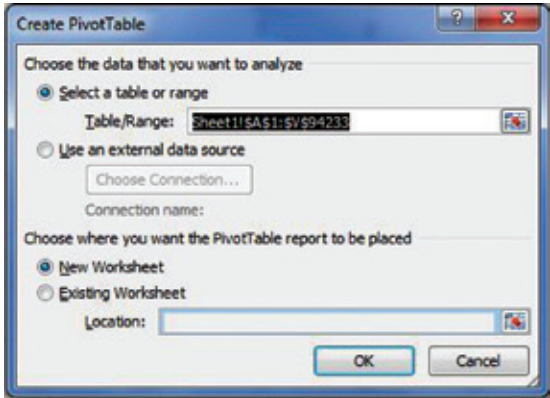 Create PivotTable
Choose the data that you want to analyze
Select a table or range
Table/Range: Sheet1!$A$1:$V$94233
Use an external data source
Choose Connection...
Connection name:
Choose where you want the PivotTable report to be placed
New Worksheet
Existing Worksheet
Location:
OK Cancel